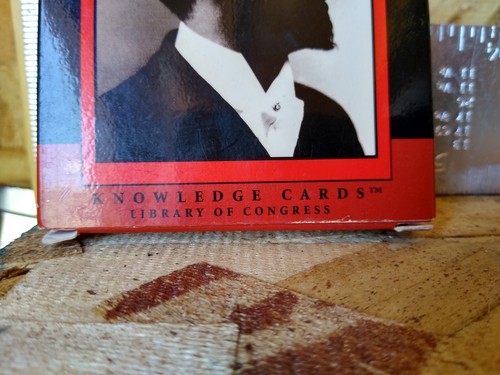 KNOWLEDGE CARDS™
LIBRARY OF CONGRESS